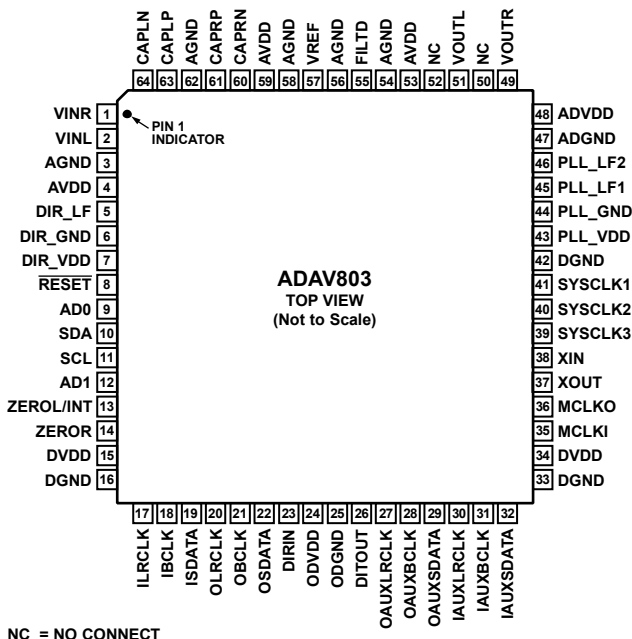 CAPLN
CAPLP
AGND
CAPRP
CAPRN
AVDD
AGND
VREF
AGND
FILTD
AGND
AVDD
NC
VOUTL
NC
VOUTR
64 63 62 61 60 59 58 57 56 55 54 53 52 51 50 49
VINR 1
VINL 2
AGND 3
AVDD 4
DIR_LF 5
DIR_GND 6
DIR_VDD 7
RESET 8
AD0 9
SDA 10
SCL 11
AD1 12
ZEROL/INT 13
ZEROR 14
DVDD 15
DGND 16
PIN 1
INDICATOR
ADAV803
TOP VIEW
(Not to Scale)
48 ADVDD
47 ADGND
46 PLL_LF2
45 PLL_LF1
44 PLL_GND
43 PLL_VDD
42 DGND
41 SYSCLK1
40 SYSCLK2
39 SYSCLK3
38 XIN
37 XOUT
36 MCLKO
35 MCLKI
34 DVDD
33 DGND
17 18 19 20 21 22 23 24 25 26 27 28 29 30 31 32
ILRCLK
IBCLK
ISDATA
OLRCLK
OBCLK
OSDATA
DIRIN
ODVDD
ODGND
DITOUT
OAUXLRCLK
OAUXBCLK
OAUXSDATA
IAUXLRCLK
IAUXBCLK
IAUXSDATA
NC = NO CONNECT